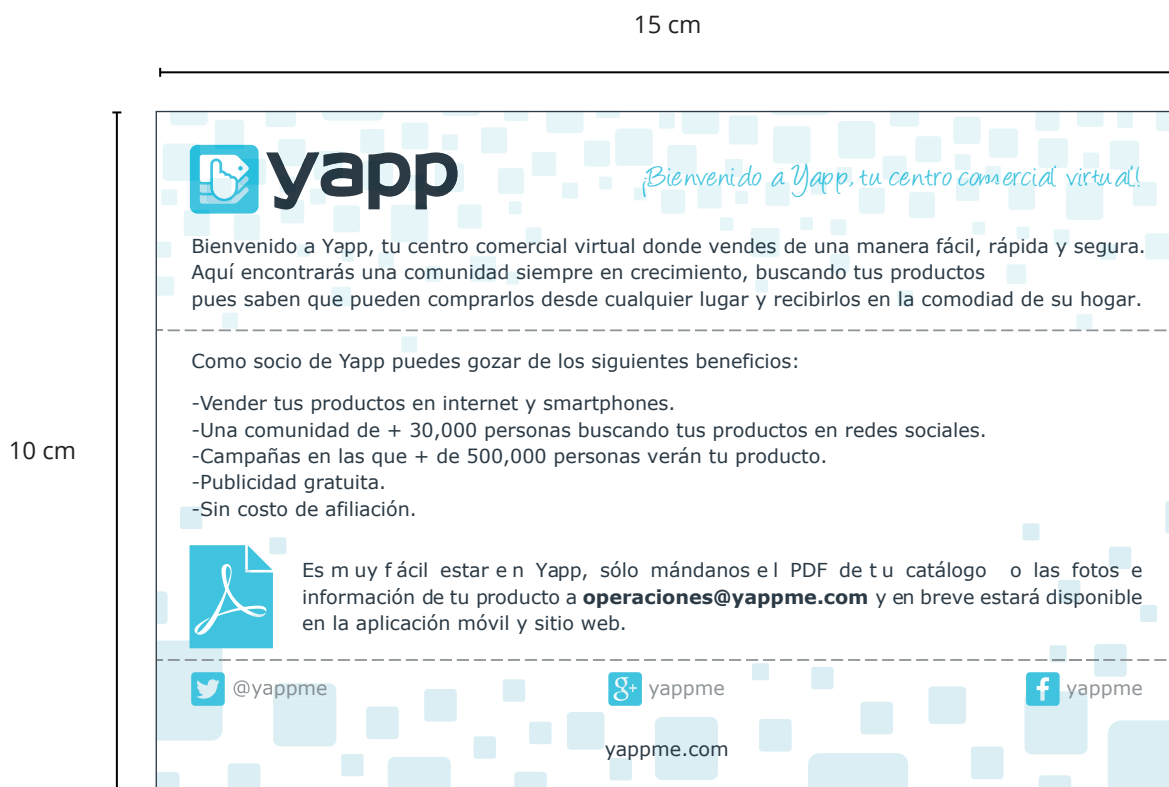 15 cm
10 cm
yapp
¡Bienvenido a Yapp, tu centro comercial virtual!
Bienvenido a Yapp, tu centro comercial virtual donde vendes de una manera fácil, rápida y segura.
Aquí encontrarás una comunidad siempre en crecimiento, buscando tus productos
pues saben que pueden comprarlos desde cualquier lugar y recibirlos en la comodiad de su hogar.
Como socio de Yapp puedes gozar de los siguientes beneficios:
-Vender tus productos en internet y smartphones.
-Una comunidad de + 30,000 personas buscando tus productos en redes sociales.
-Campañas en las que + de 500,000 personas verán tu producto.
-Publicidad gratuita.
-Sin costo de afiliación.
Es muy fácil estar en Yapp, sólo mándanos el PDF de tu catálogo o las fotos e
información de tu producto a operaciones@yappme.com y en breve estará disponible
en la aplicación móvil y sitio web.
@yappme
g+ yappme
f yappme
yappme.com